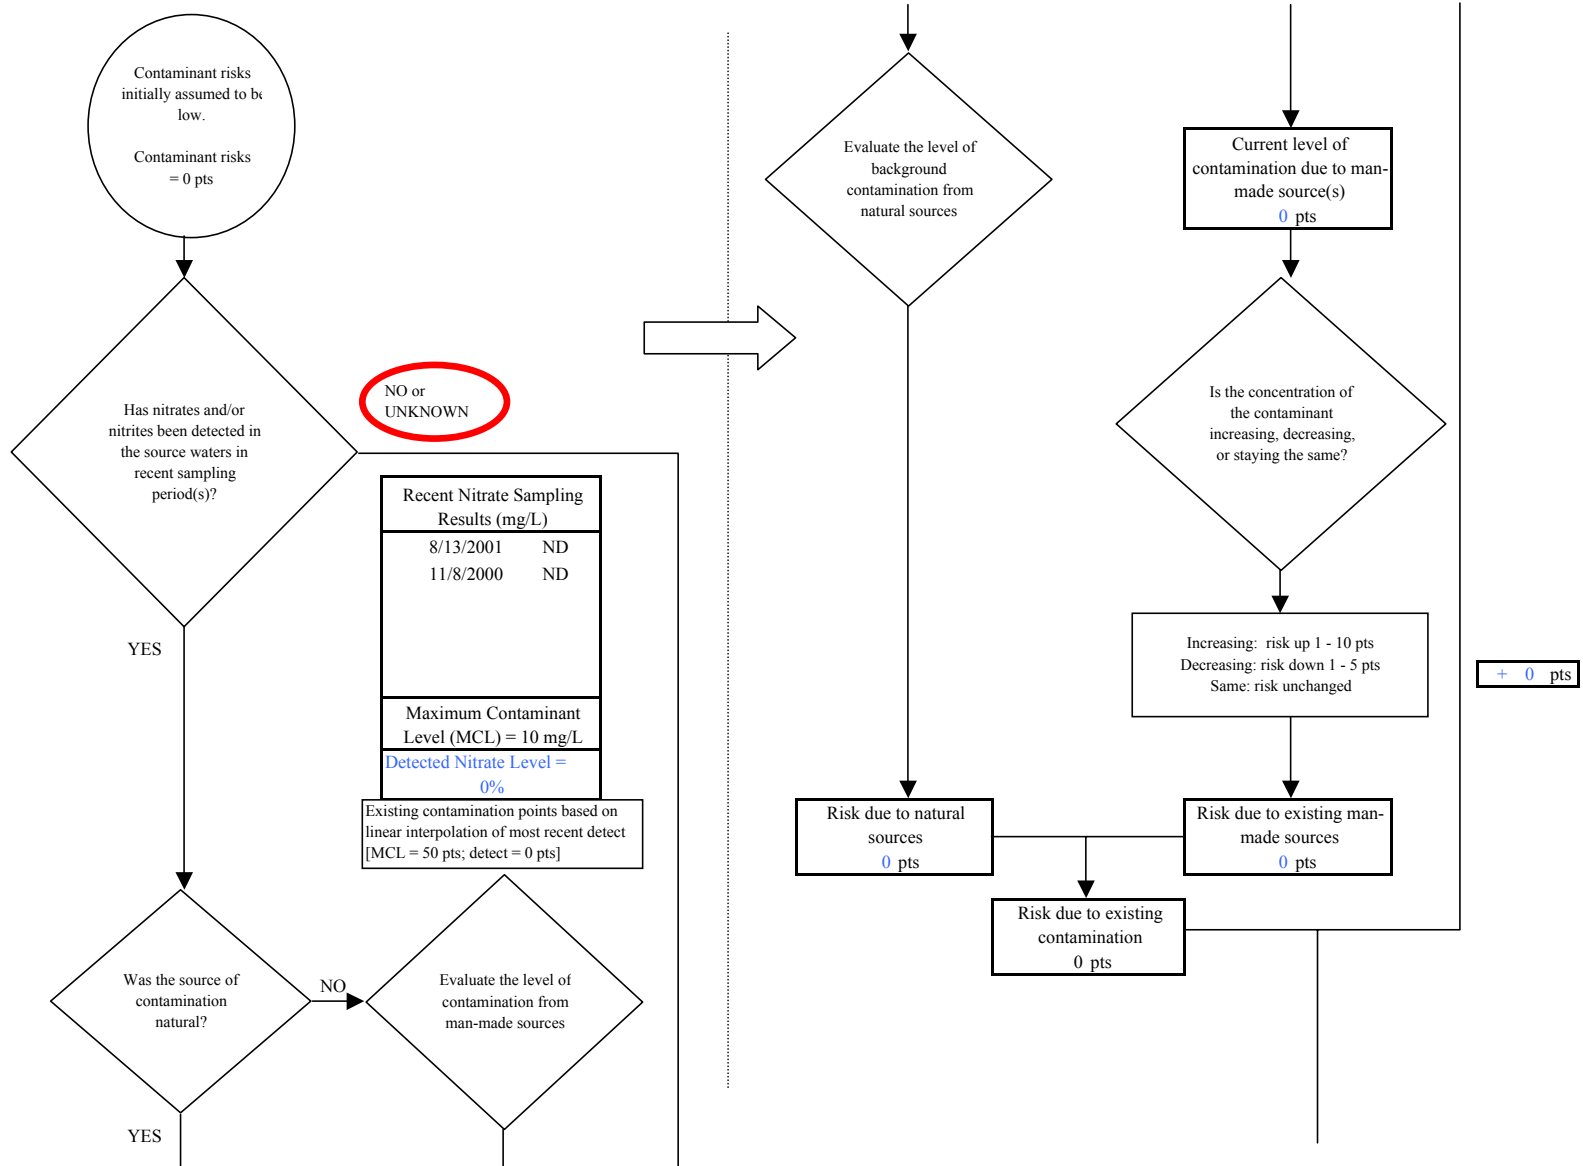 Contaminant risks
initially assumed to be
low.
Contaminant risks
= 0 pts
Has nitrates and/or
nitrites been detected in
the source waters in
recent sampling
period(s)?
NO or
UNKNOWN
Recent Nitrate Sampling
Results (mg/L)
8/13/2001 ND
11/8/2000 ND
Maximum Contaminant
Level (MCL) = 10 mg/L
Detected Nitrate Level =
0%
Existing contamination points based on
linear interpolation of most recent detect
[MCL = 50 pts; detect = 0 pts]
YES
Was the source of
contamination
natural?
NO
Evaluate the level of
contamination from
man-made sources
YES
Evaluate the level of
background
contamination from
natural sources
Current level of
contamination due to man-
made source(s)
0 pts
Is the concentration of
the contaminant
increasing, decreasing,
or staying the same?
Increasing: risk up 1 - 10 pts
Decreasing: risk down 1 - 5 pts
Same: risk unchanged
+ 0 pts
Risk due to natural
sources
0 pts
Risk due to existing man-
made sources
0 pts
Risk due to existing
contamination
0 pts